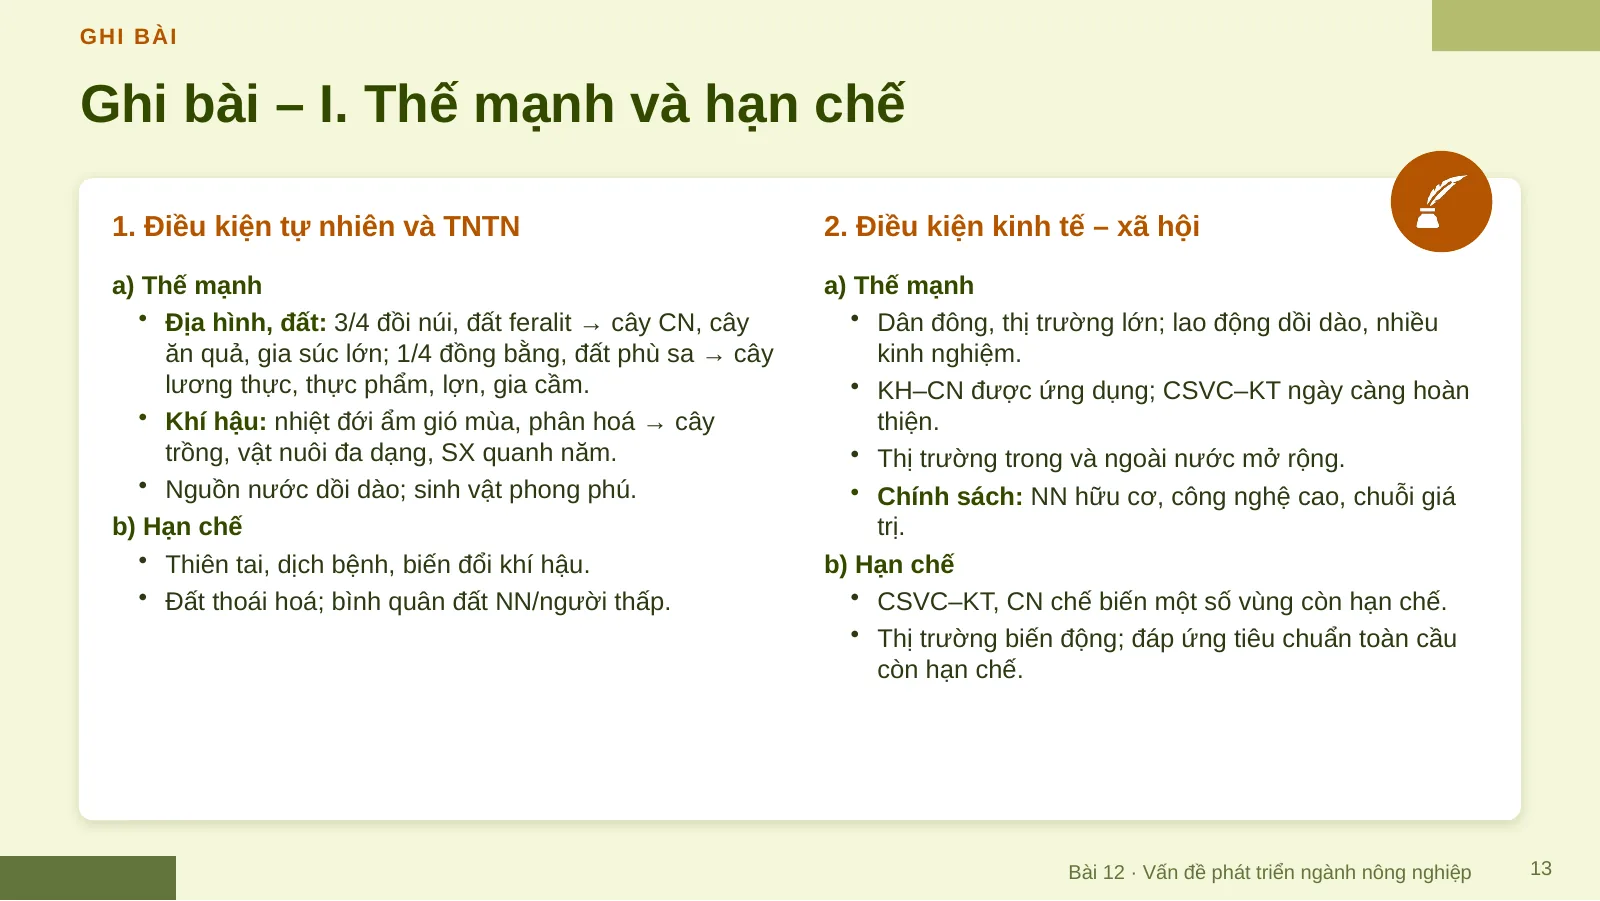 GHI BÀI
Ghi bài – I. Thế mạnh và hạn chế
1. Điều kiện tự nhiên và TNTN
a) Thế mạnh
• Địa hình, đất: 3/4 đồi núi, đất feralit → cây CN, cây
ăn quả, gia súc lớn; 1/4 đồng bằng, đất phù sa → cây
lương thực, thực phẩm, lợn, gia cầm.
• Khí hậu: nhiệt đới ẩm gió mùa, phân hoá → cây
trồng, vật nuôi đa dạng, SX quanh năm.
• Nguồn nước dồi dào; sinh vật phong phú.
b) Hạn chế
• Thiên tai, dịch bệnh, biến đổi khí hậu.
• Đất thoái hoá; bình quân đất NN/người thấp.
2. Điều kiện kinh tế – xã hội
a) Thế mạnh
• Dân đông, thị trường lớn; lao động dồi dào, nhiều
kinh nghiệm.
• KH–CN được ứng dụng; CSVC–KT ngày càng hoàn
thiện.
• Thị trường trong và ngoài nước mở rộng.
• Chính sách: NN hữu cơ, công nghệ cao, chuỗi giá
trị.
b) Hạn chế
• CSVC–KT, CN chế biến một số vùng còn hạn chế.
• Thị trường biến động; đáp ứng tiêu chuẩn toàn cầu
còn hạn chế.
Bài 12 · Vấn đề phát triển ngành nông nghiệp
13